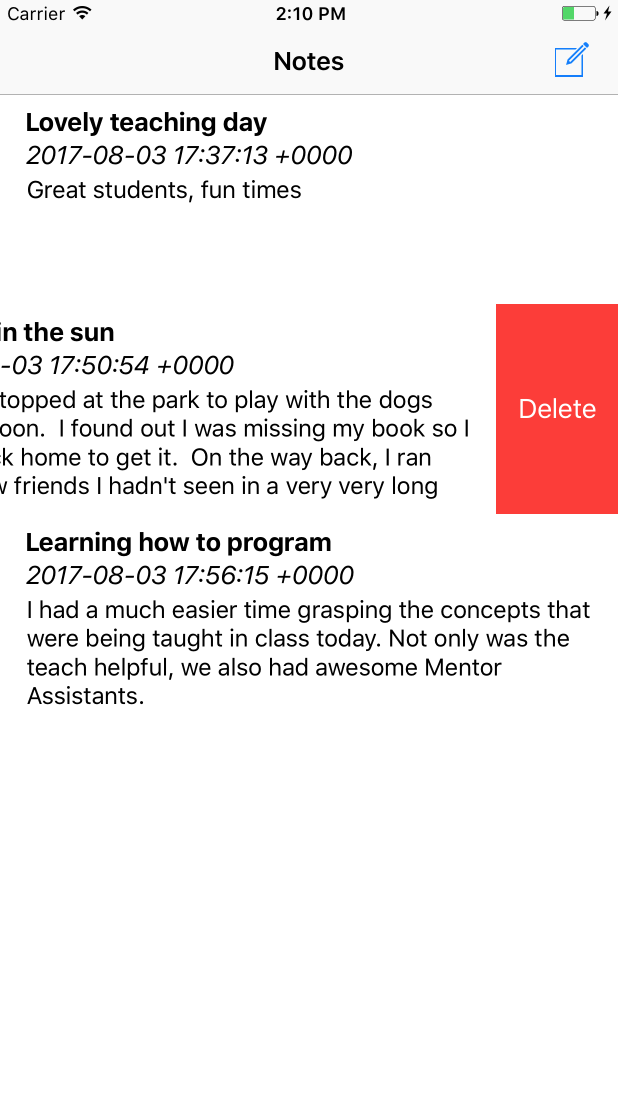 Carrier 2:10 PM
Notes
Lovely teaching day
2017-08-03 17:37:13 +0000
Great students, fun times
in the sun
-03 17:50:54 +0000
topped at the park to play with the dogs
oon.  I found out I was missing my book so I
k home to get it.  On the way back, I ran
friends I hadn't seen in a very very long
Delete
Learning how to program
2017-08-03 17:56:15 +0000
I had a much easier time grasping the concepts that
were being taught in class today. Not only was the
teach helpful, we also had awesome Mentor
Assistants.